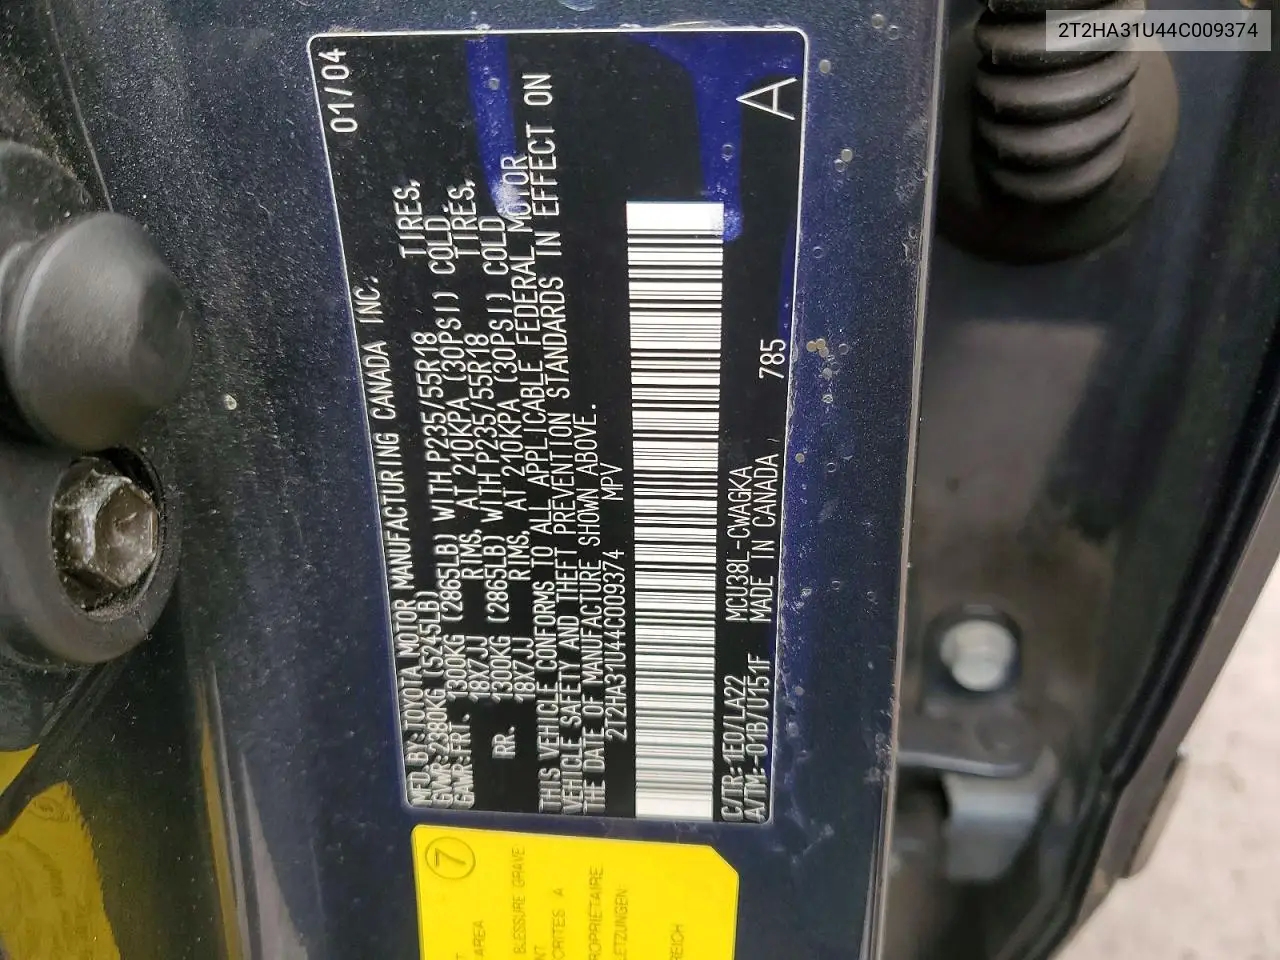 2T2HA31U44C009374
MFD BY: TOYOTA MOTOR MANUFACTURING CANADA INC. 01/04
GVWR: 2380KG (5245LB)
GAWR: FRT. 1300KG (2865LB) WITH P235/55R18 TIRES,
18X7JJ RIMS, AT 210KPA (30PSI) COLD.
RR. 1300KG (2865LB) WITH P235/55R18 TIRES,
18X7JJ RIMS, AT 210KPA (30PSI) COLD
THIS VEHICLE CONFORMS TO ALL APPLICABLE FEDERAL MOTOR
VEHICLE SAFETY AND THEFT PREVENTION STANDARDS IN EFFECT ON
THE DATE OF MANUFACTURE SHOWN ABOVE.
2T2HA31U44C009374 MPV
C/TR: 1E07LA22 MCU38L-CWAGKA
A/TM: -01B/U151F MADE IN CANADA 785 A
7
AREA
BLESSURE GRAVE